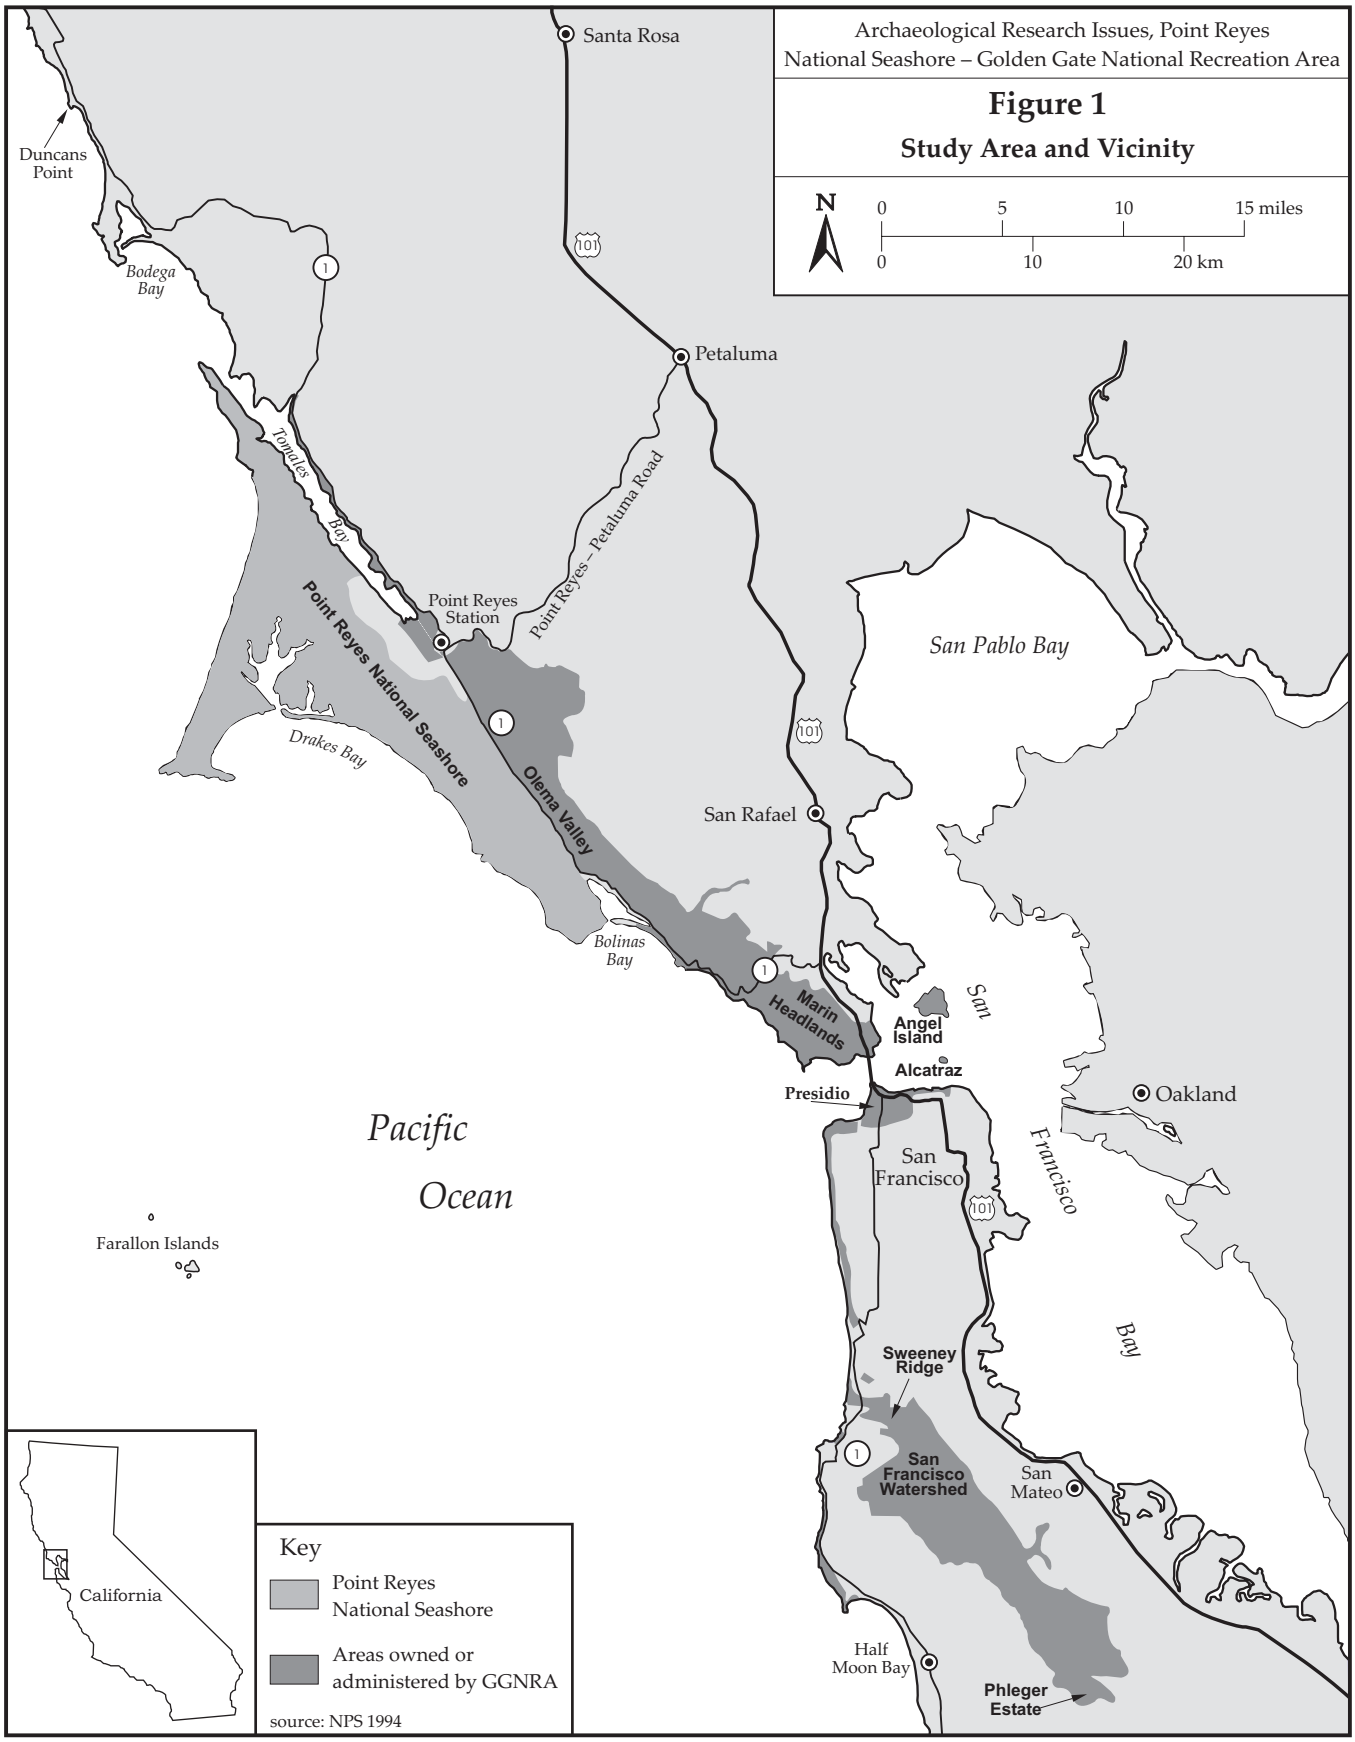 Archaeological Research Issues, Point Reyes
National Seashore – Golden Gate National Recreation Area
Figure 1
Study Area and Vicinity
N
0 5 10 15 miles
0 10 20 km
Santa Rosa
Duncans
Point
101
1
Bodega
Bay
Petaluma
Tomales
Bay
Point Reyes – Petaluma Road
Point Reyes
Station
Point Reyes National Seashore
San Pablo Bay
1
101
Drakes Bay
Olema Valley
San Rafael
Bolinas
Bay
1
Marin
Headlands
Angel
Island
San
Francisco
Bay
Alcatraz
Presidio
Oakland
Pacific
Ocean
San
Francisco
101
Farallon Islands
Sweeney
Ridge
1
San
Francisco
Watershed
San
Mateo
Half
Moon Bay
Phleger
Estate
California
Key
Point Reyes
National Seashore
Areas owned or
administered by GGNRA
source: NPS 1994